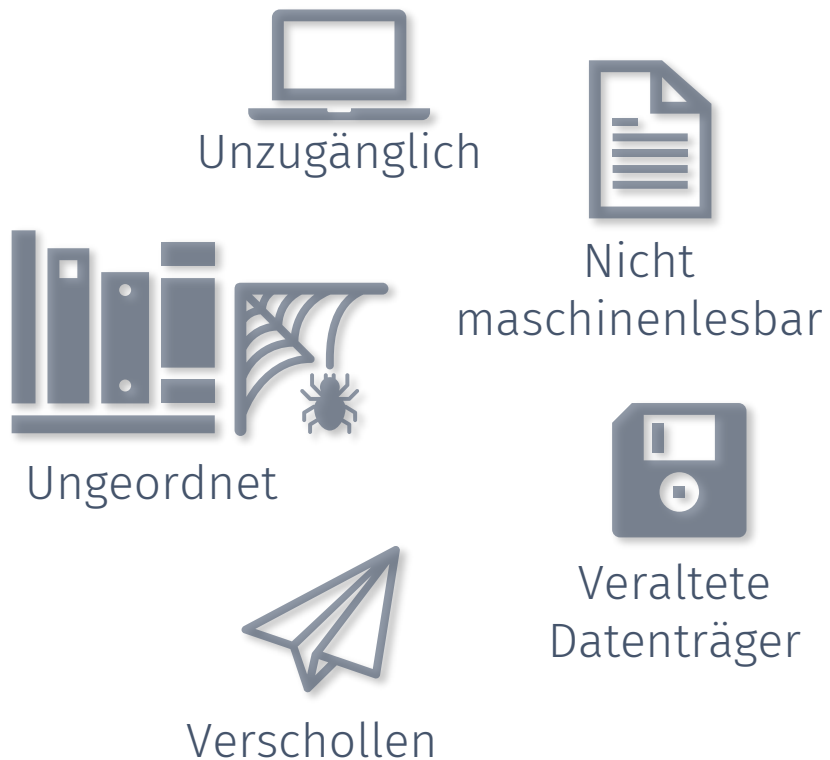 Unzugänglich
Nicht
maschinenlesbar
Ungeordnet
Veraltete
Datenträger
Verschollen